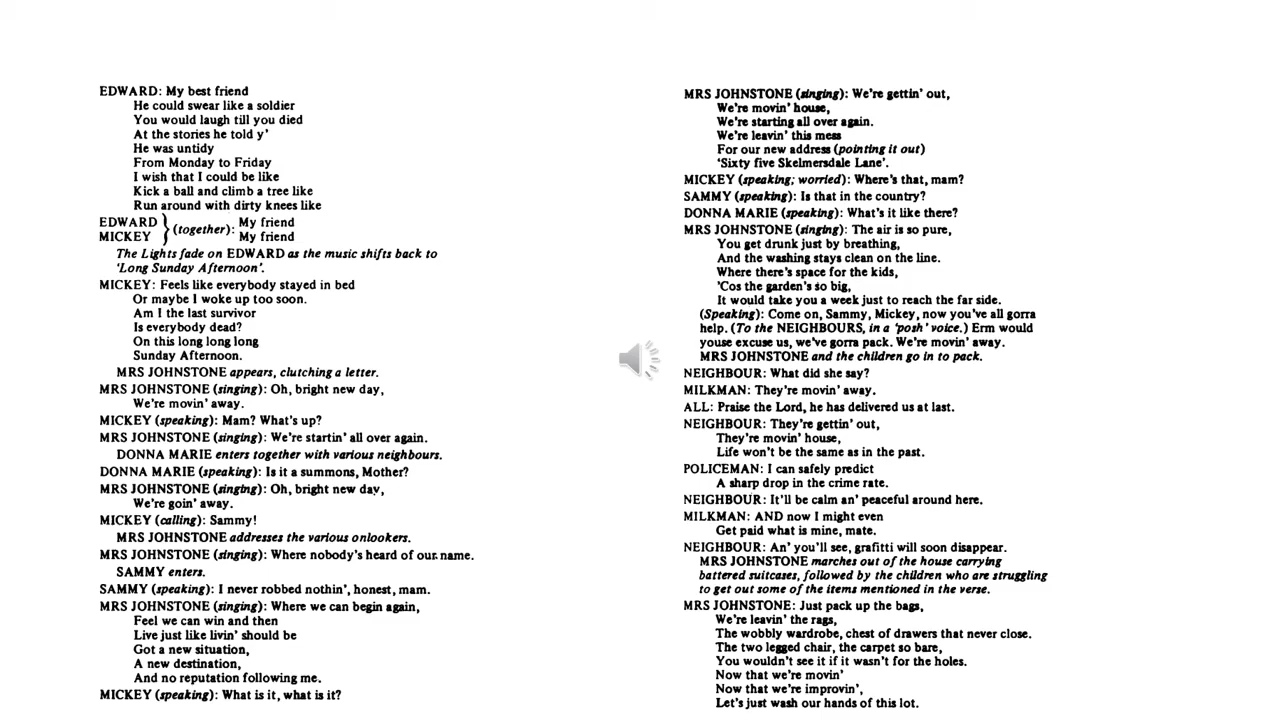 EDWARD: My best friend
He could swear like a soldier
You would laugh till you died
At the stories he told y'
He was untidy
From Monday to Friday
I wish that I could be like
Kick a ball and climb a tree like
Run around with dirty knees like
EDWARD } (together): My friend
MICKEY } My friend
The Lights fade on EDWARD as the music shifts back to
'Long Sunday Afternoon'.
MICKEY: Feels like everybody stayed in bed
Or maybe I woke up too soon.
Am I the last survivor
Is everybody dead?
On this long long long
Sunday Afternoon.
MRS JOHNSTONE appears, clutching a letter.
MRS JOHNSTONE (singing): Oh, bright new day,
We're movin' away.
MICKEY (speaking): Mam? What's up?
MRS JOHNSTONE (singing): We're startin' all over again.
DONNA MARIE enters together with various neighbours.
DONNA MARIE (speaking): Is it a summons, Mother?
MRS JOHNSTONE (singing): Oh, bright new day,
We're goin' away.
MICKEY (calling): Sammy!
MRS JOHNSTONE addresses the various onlookers.
MRS JOHNSTONE (singing): Where nobody's heard of our name.
SAMMY enters.
SAMMY (speaking): I never robbed nothin', honest, mam.
MRS JOHNSTONE (singing): Where we can begin again,
Feel we can win and then
Live just like livin' should be
Got a new situation,
A new destination,
And no reputation following me.
MICKEY (speaking): What is it, what is it?
MRS JOHNSTONE (singing): We're gettin' out,
We're movin' house,
We're starting all over again.
We're leavin' this mess
For our new address (pointing it out)
'Sixty five Skelmersdale Lane'.
MICKEY (speaking; worried): Where's that, mam?
SAMMY (speaking): Is that in the country?
DONNA MARIE (speaking): What's it like there?
MRS JOHNSTONE (singing): The air is so pure,
You get drunk just by breathing,
And the washing stays clean on the line.
Where there's space for the kids,
'Cos the garden's so big,
It would take you a week just to reach the far side.
(Speaking): Come on, Sammy, Mickey, now you've all gorra
help. (To the NEIGHBOURS, in a 'posh' voice.) Erm would
youse excuse us, we've gorra pack. We're movin' away.
MRS JOHNSTONE and the children go in to pack.
NEIGHBOUR: What did she say?
MILKMAN: They're movin' away.
ALL: Praise the Lord, he has delivered us at last.
NEIGHBOUR: They're gettin' out,
They're movin' house,
Life won't be the same as in the past.
POLICEMAN: I can safely predict
A sharp drop in the crime rate.
NEIGHBOUR: It'll be calm an' peaceful around here.
MILKMAN: AND now I might even
Get paid what is mine, mate.
NEIGHBOUR: An' you'll see, grafitti will soon disappear.
MRS JOHNSTONE marches out of the house carrying
battered suitcases, followed by the children who are struggling
to get out some of the items mentioned in the verse.
MRS JOHNSTONE: Just pack up the bags,
We're leavin' the rags,
The wobbly wardrobe, chest of drawers that never close.
The two legged chair, the carpet so bare,
You wouldn't see it if it wasn't for the holes.
Now that we're movin'
Now that we're improvin',
Let's just wash our hands of this lot.